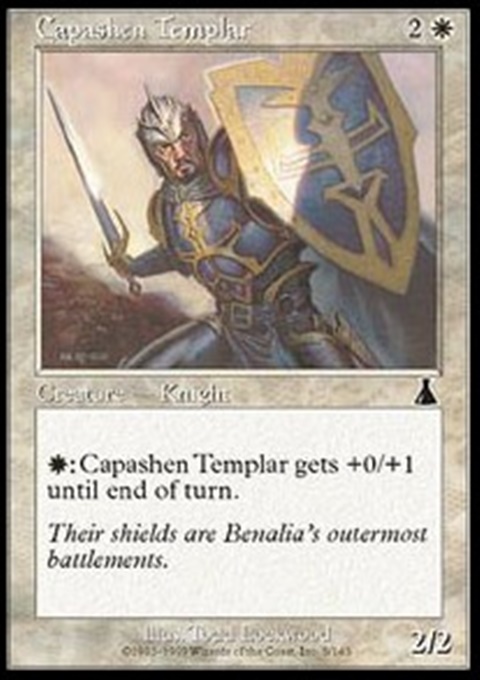 Capashen Templar 2
Creature — Knight
:Capashen Templar gets +0/+1
until end of turn.
Their shields are Benalia's outermost
battlements.
Illus. Todd Lockwood
2/2